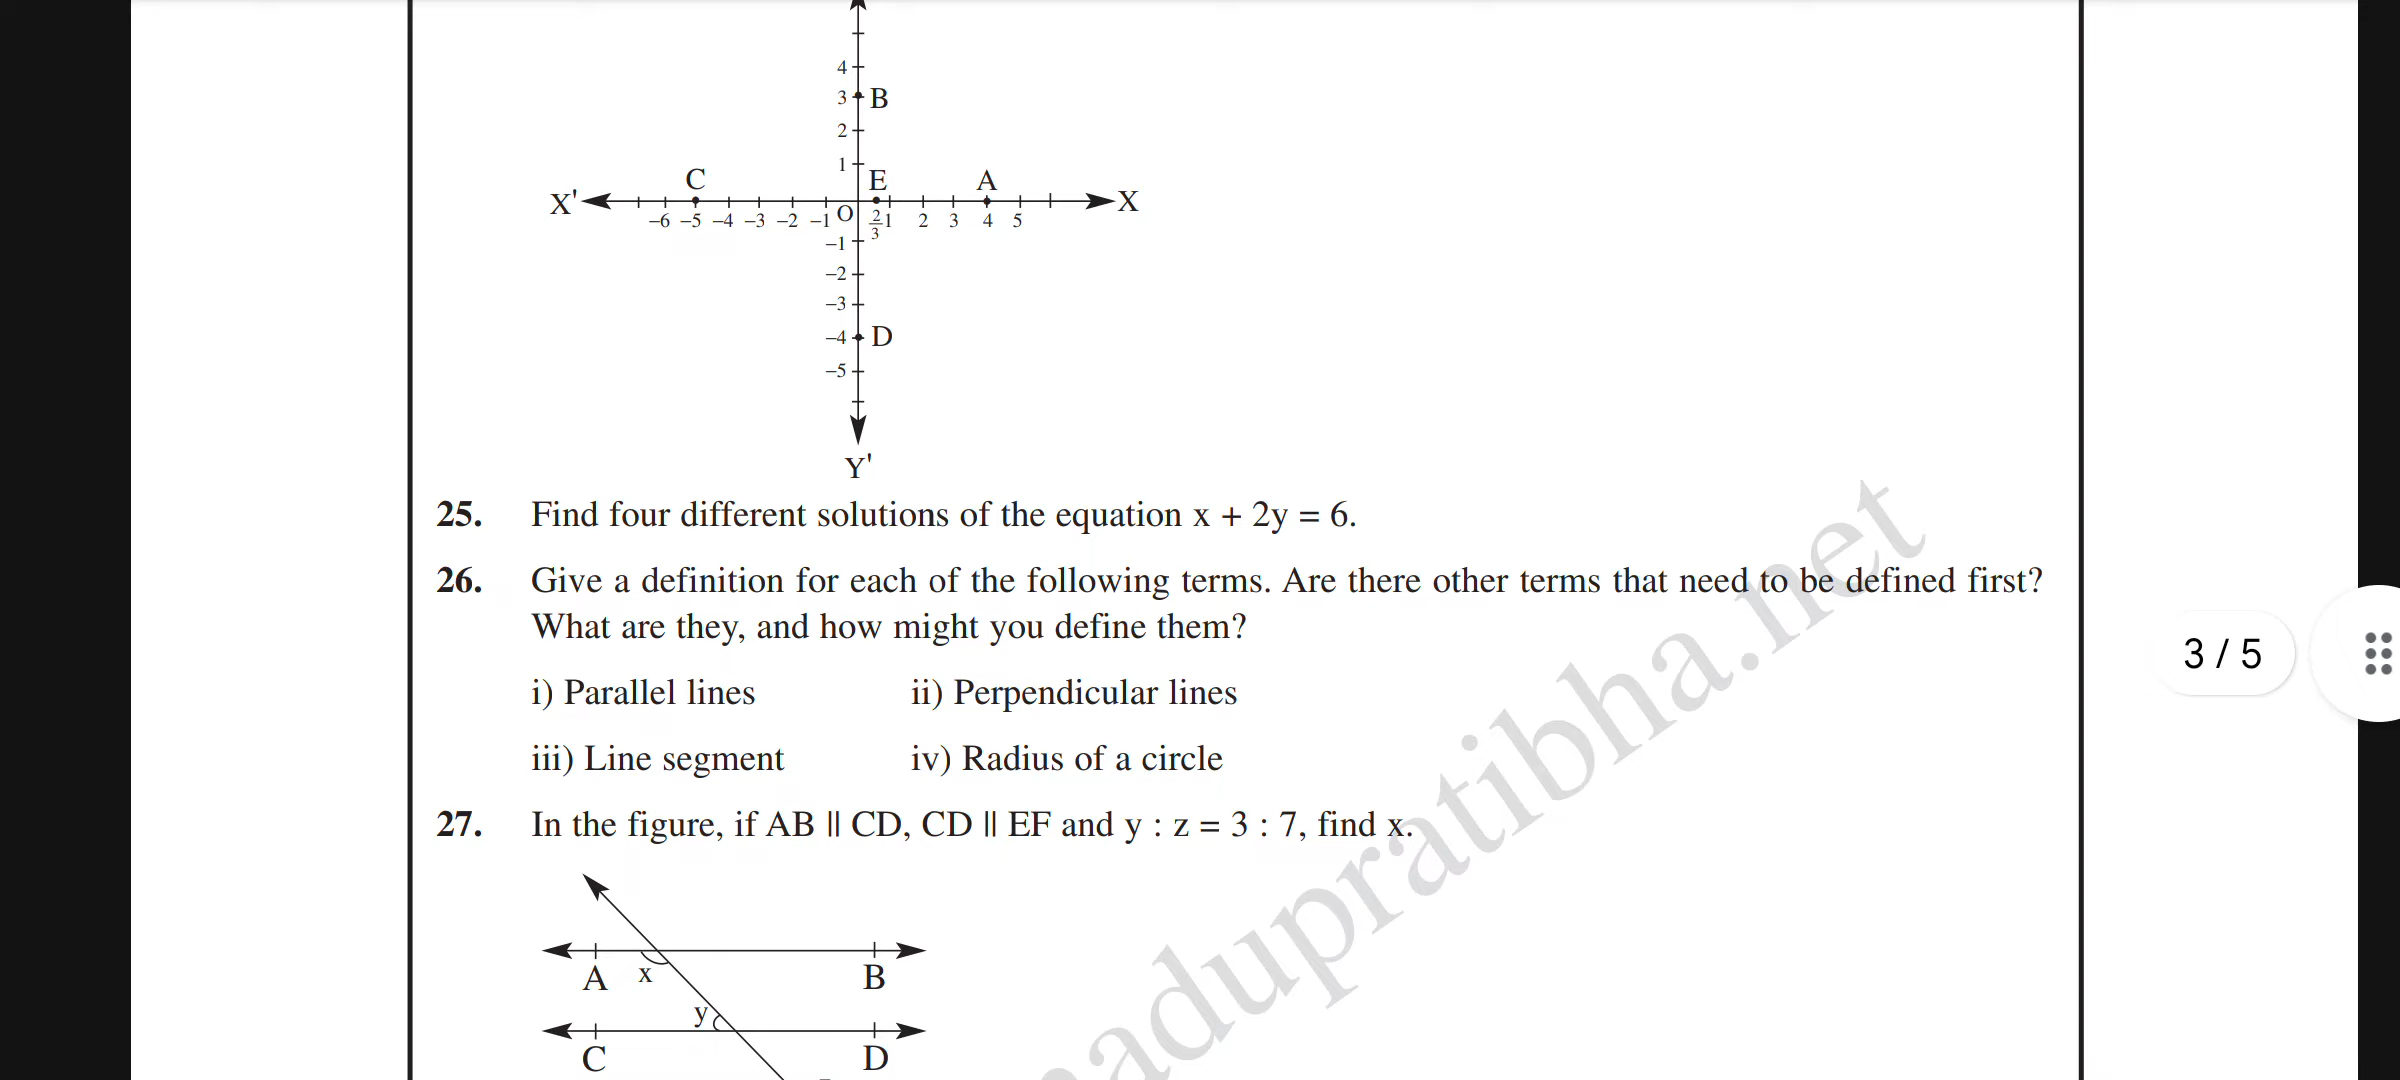 4
3 B
2
1
C E A
X' X
–6 –5 –4 –3 –2 –1 O 2/3 1 2 3 4 5
–1
–2
–3
–4 D
–5
Y'
25. Find four different solutions of the equation x + 2y = 6.
26. Give a definition for each of the following terms. Are there other terms that need to be defined first?
What are they, and how might you define them?
i) Parallel lines ii) Perpendicular lines
iii) Line segment iv) Radius of a circle
3 / 5
27. In the figure, if AB || CD, CD || EF and y : z = 3 : 7, find x.
A x B
y
C D
adupratibha.net